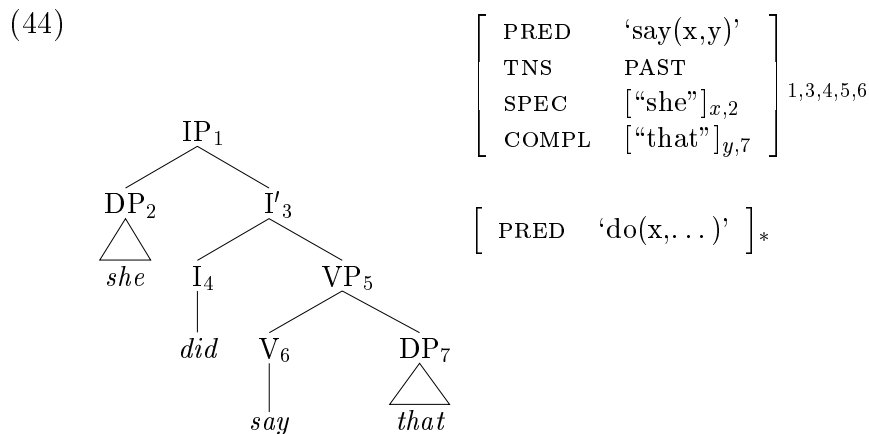 (44)
PRED ‘say(x,y)’
TNS PAST
SPEC [“she”]x,2
COMPL [“that”]y,7
1,3,4,5,6
IP1
DP2 I′3
PRED ‘do(x,...)’ *
she I4 VP5
did V6 DP7
say that